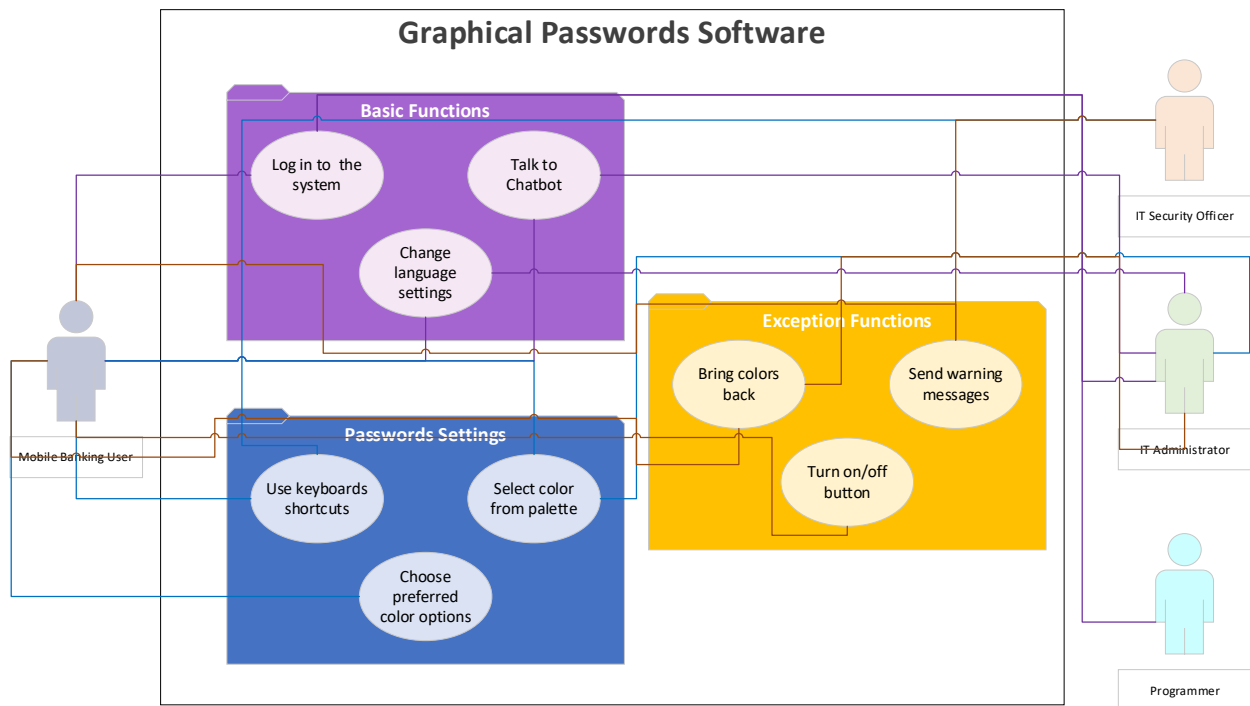 Graphical Passwords Software
Basic Functions
Log in to the
system
Talk to
Chatbot
Change
language
settings
IT Security Officer
Exception Functions
Bring colors
back
Send warning
messages
Turn on/off
button
Mobile Banking User
IT Administrator
Passwords Settings
Use keyboards
shortcuts
Select color
from palette
Choose
preferred
color options
Programmer